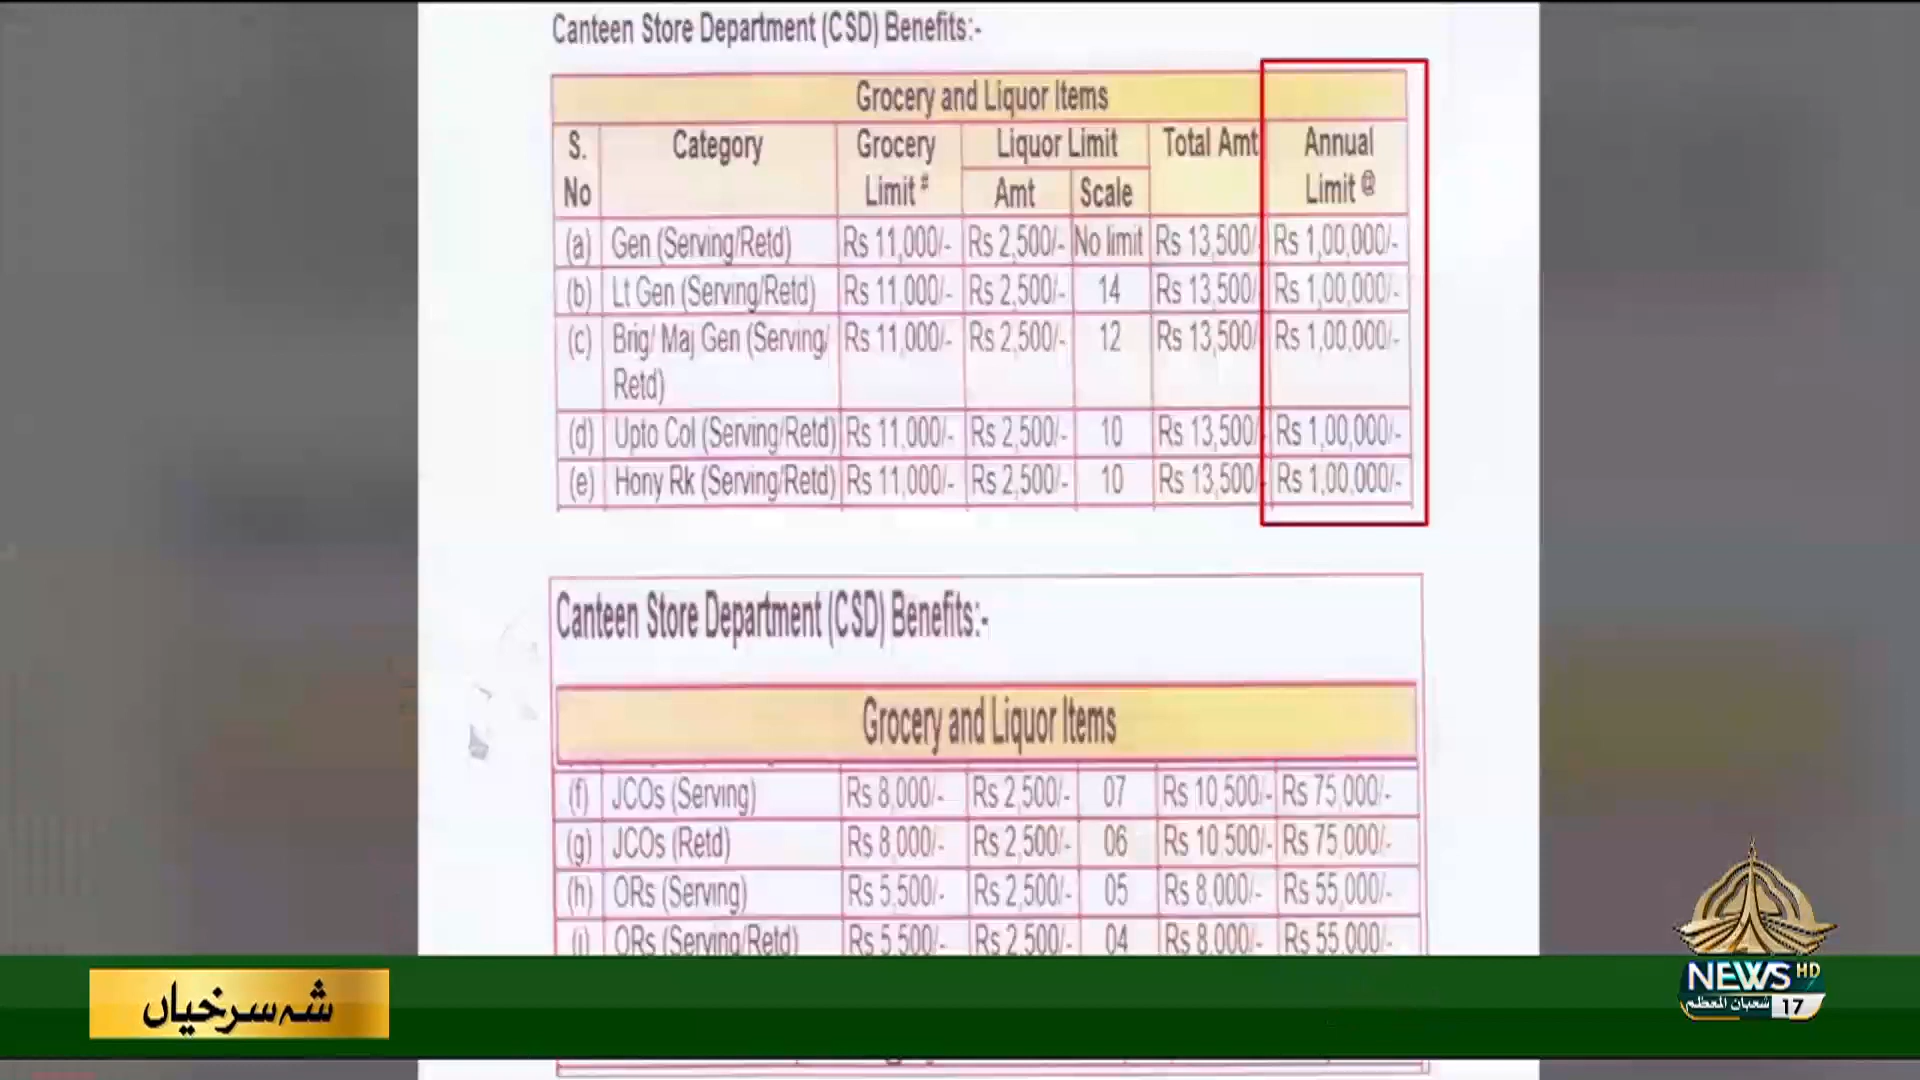 Canteen Store Department (CSD) Benefits:-
Grocery and Liquor Items
S. No Category Grocery Limit # Liquor Limit Total Amt Annual Limit @
Amt Scale
(a) Gen (Serving/Retd) Rs 11,000/- Rs 2,500/- No limit Rs 13,500/ Rs 1,00,000/-
(b) Lt Gen (Serving/Retd) Rs 11,000/- Rs 2,500/- 14 Rs 13,500/ Rs 1,00,000/-
(c) Brig/ Maj Gen (Serving/ Rs 11,000/- Rs 2,500/- 12 Rs 13,500/ Rs 1,00,000/-
Retd)
(d) Upto Col (Serving/Retd) Rs 11,000/- Rs 2,500/- 10 Rs 13,500/ Rs 1,00,000/-
(e) Hony Rk (Serving/Retd) Rs 11,000/- Rs 2,500/- 10 Rs 13,500/ Rs 1,00,000/-
Canteen Store Department (CSD) Benefits:-
Grocery and Liquor Items
(f) JCOs (Serving) Rs 8,000/- Rs 2,500/- 07 Rs 10,500/- Rs 75,000/-
(g) JCOs (Retd) Rs 8,000/- Rs 2,500/- 06 Rs 10,500/- Rs 75,000/-
(h) ORs (Serving) Rs 5,500/- Rs 2,500/- 05 Rs 8,000/- Rs 55,000/-
(i) ORs (Serving/Retd) Rs 5,500/- Rs 2,500/- 04 Rs 8,000/- Rs 55,000/-
شہ سرخیاں
NEWS HD
17 شعبان المعظم